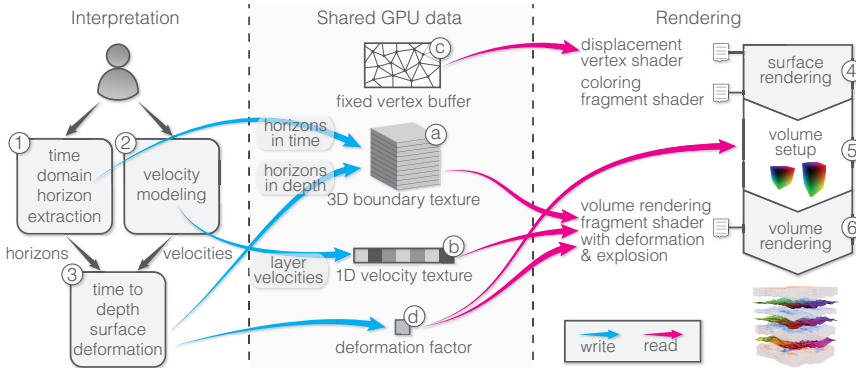 Interpretation
Shared GPU data
Rendering
1
time
domain
horizon
extraction
2
velocity
modeling
horizons
velocities
3
time to
depth
surface
deformation
c
fixed vertex buffer
horizons
in time
a
horizons
in depth
3D boundary texture
b
layer
velocities
1D velocity texture
d
deformation factor
displacement
vertex shader
coloring
fragment shader
volume rendering
fragment shader
with deformation
& explosion
surface
rendering
4
volume
setup
5
volume
rendering
6
write
read